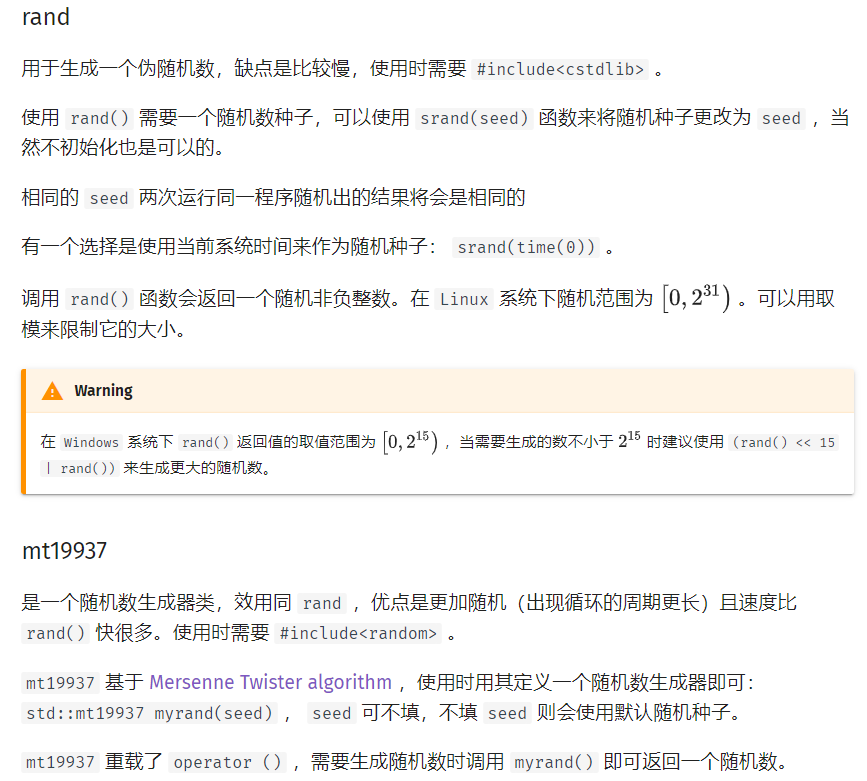 rand
用于生成一个伪随机数，缺点是比较慢，使用时需要 #include<cstdlib> 。
使用 rand() 需要一个随机数种子，可以使用 srand(seed) 函数来将随机种子更改为 seed ，当
然不初始化也是可以的。
相同的 seed 两次运行同一程序随机出的结果将会是相同的
有一个选择是使用当前系统时间来作为随机种子： srand(time(0)) 。
调用 rand() 函数会返回一个随机非负整数。在 Linux 系统下随机范围为 [0, 2^31) 。可以用取
模来限制它的大小。
Warning
在 Windows 系统下 rand() 返回值的取值范围为 [0, 2^15) ，当需要生成的数不小于 2^15 时建议使用 (rand() << 15
| rand()) 来生成更大的随机数。
mt19937
是一个随机数生成器类，效用同 rand ，优点是更加随机（出现循环的周期更长）且速度比
rand() 快很多。使用时需要 #include<random> 。
mt19937 基于 Mersenne Twister algorithm ，使用时用其定义一个随机数生成器即可：
std::mt19937 myrand(seed) ， seed 可不填，不填 seed 则会使用默认随机种子。
mt19937 重载了 operator () ，需要生成随机数时调用 myrand() 即可返回一个随机数。